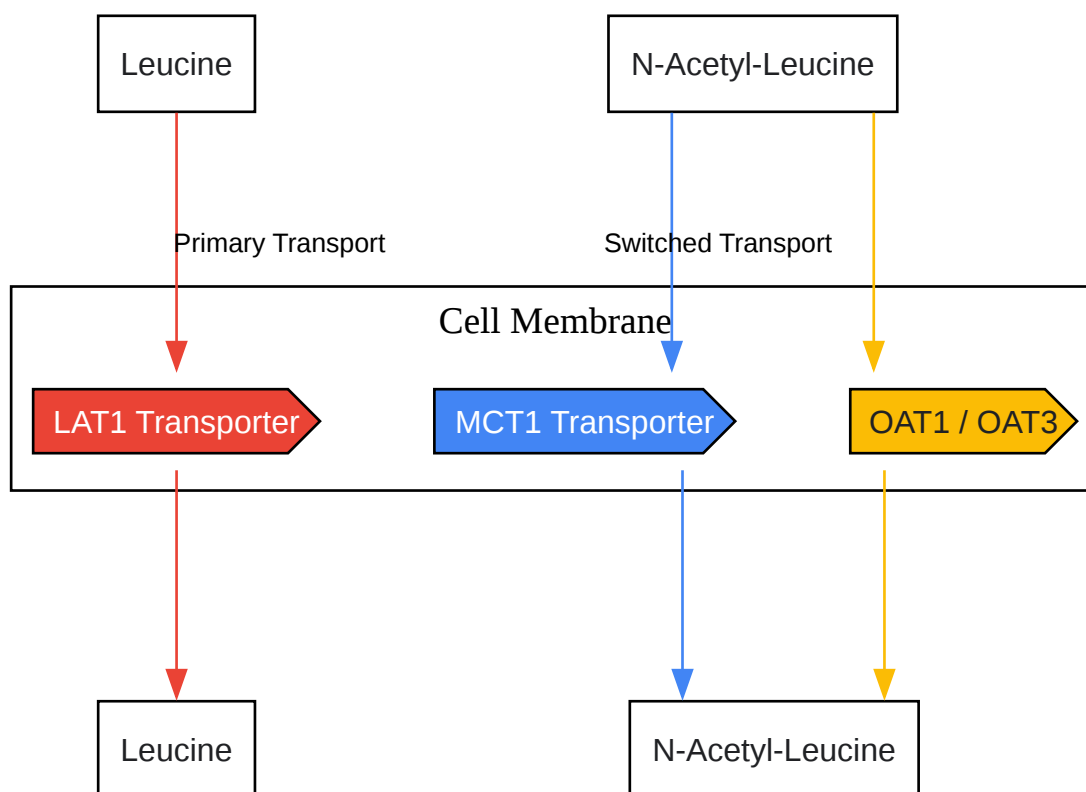 Leucine
N-Acetyl-Leucine
Primary Transport
Switched Transport
Cell Membrane
LAT1 Transporter
MCT1 Transporter
OAT1 / OAT3
Leucine
N-Acetyl-Leucine